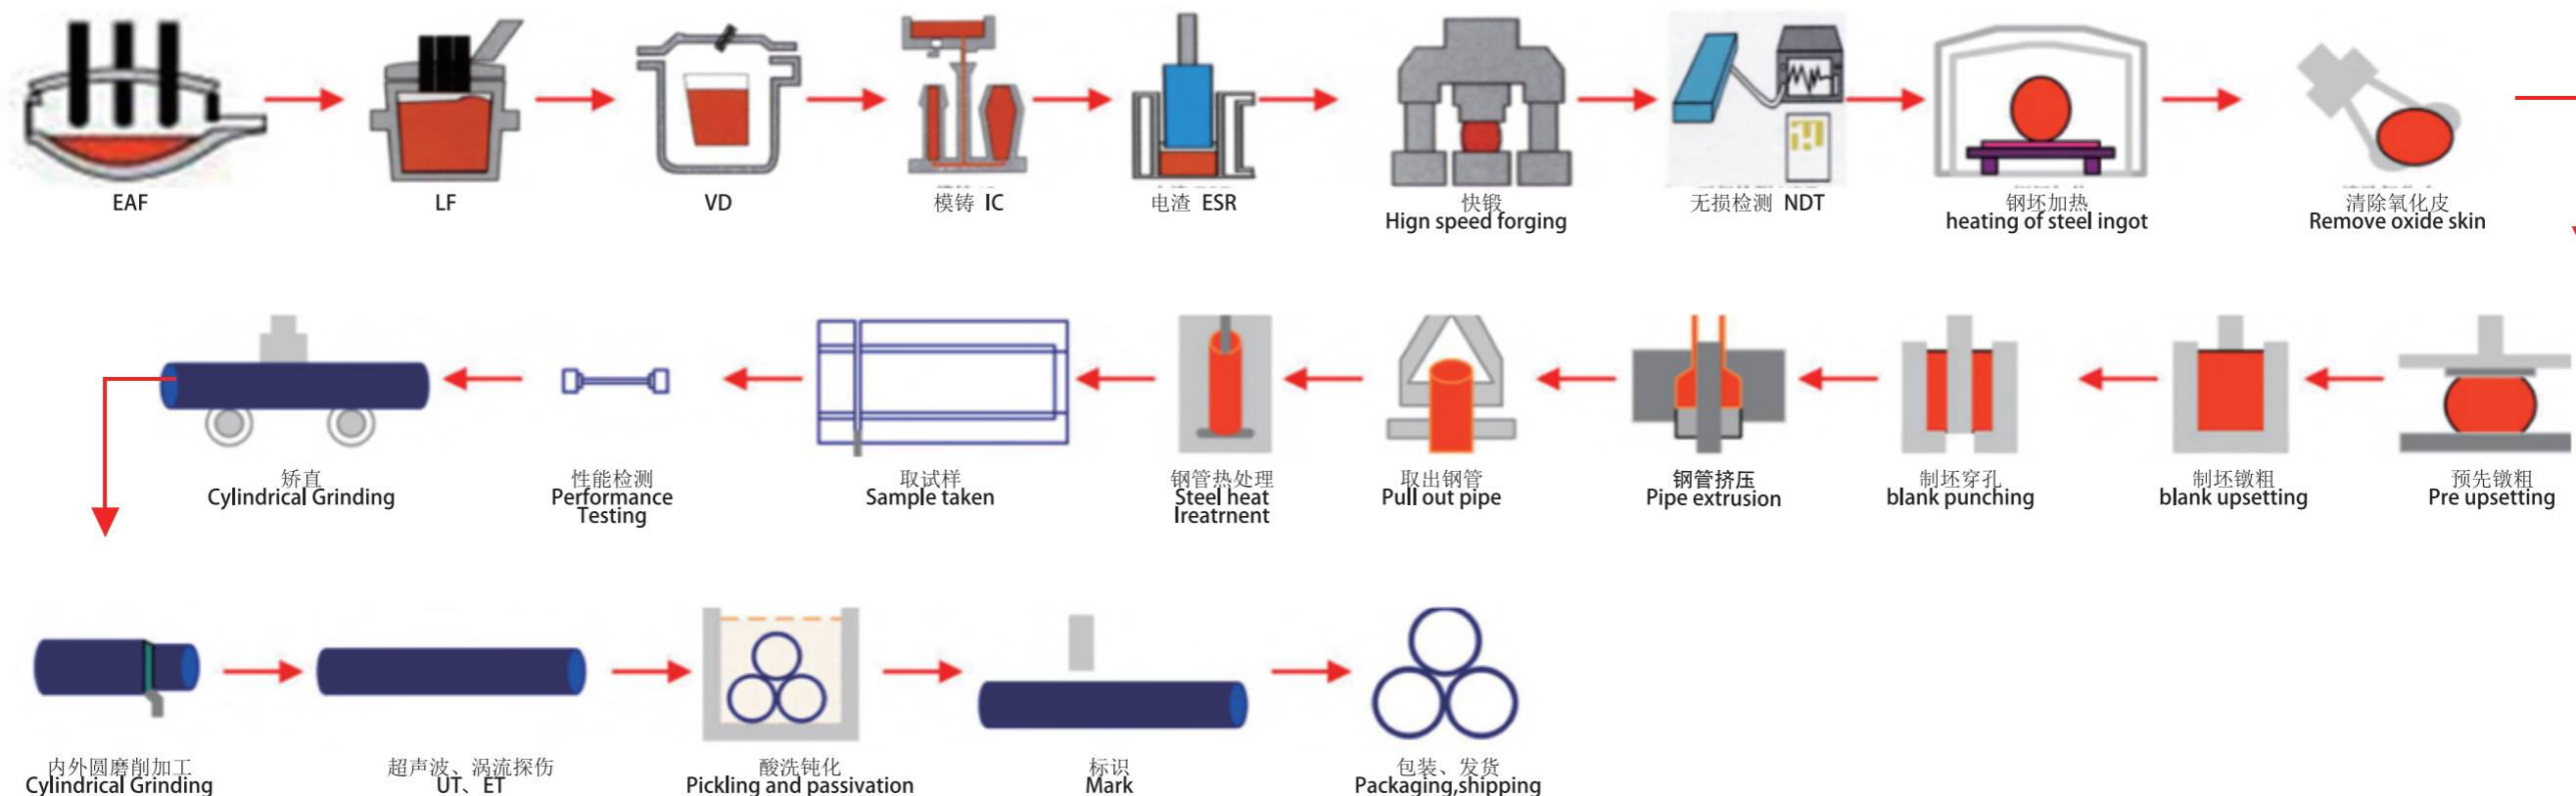 EAF
LF
VD
模铸 IC
电渣 ESR
快锻
Hign speed forging
无损检测 NDT
钢坯加热
heating of steel ingot
清除氧化皮
Remove oxide skin
矫直
Cylindrical Grinding
性能检测
Performance
Testing
取试样
Sample taken
钢管热处理
Steel heat
Ireatrnent
取出钢管
Pull out pipe
钢管挤压
Pipe extrusion
制坯穿孔
blank punching
制坯镦粗
blank upsetting
预先镦粗
Pre upsetting
内外圆磨削加工
Cylindrical Grinding
超声波、涡流探伤
UT、ET
酸洗钝化
Pickling and passivation
标识
Mark
包装、发货
Packaging,shipping